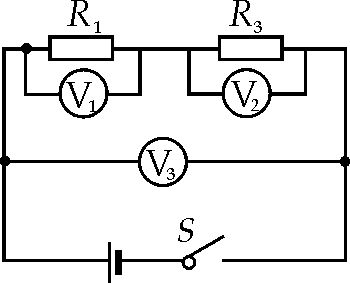 R₁ R₃
V₁ V₂
V₃
S